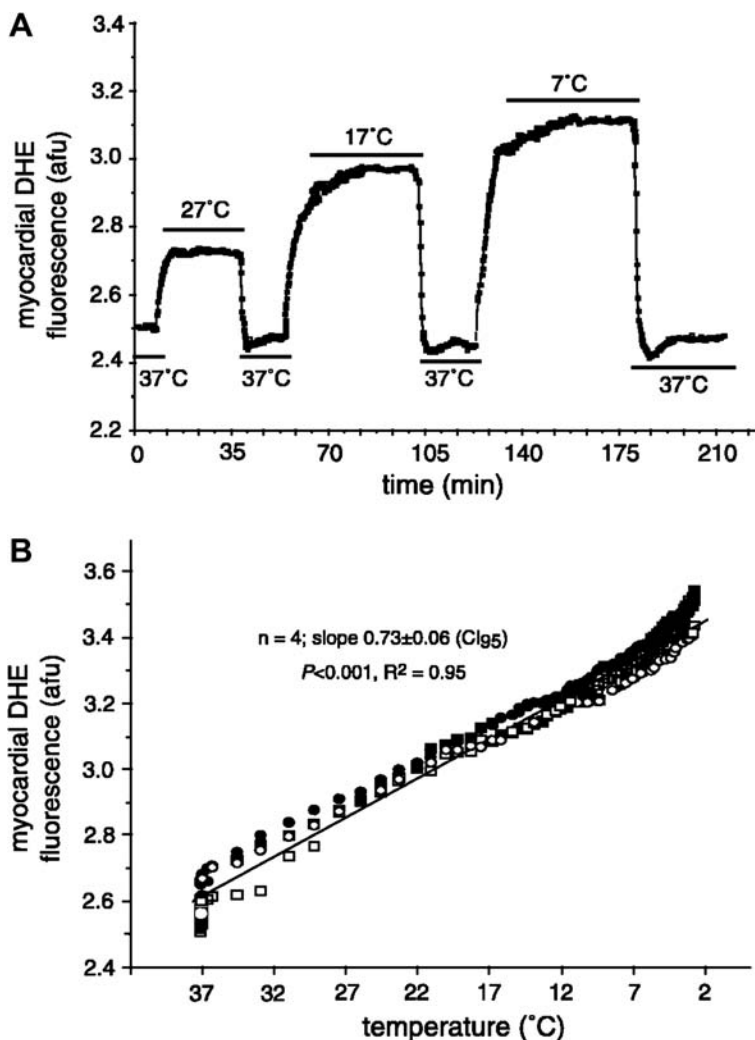 A
myocardial DHE
fluorescence (afu)
3.4
3.2
3.0
2.8
2.6
2.4
2.2
27˚C
17˚C
7˚C
37˚C
37˚C
37˚C
37˚C
0
35
70
105
140
175
210
time (min)
B
myocardial DHE
fluorescence (afu)
3.6
3.4
3.2
3.0
2.8
2.6
2.4
n = 4; slope 0.73±0.06 (CI95)
P<0.001, R² = 0.95
37
32
27
22
17
12
7
2
temperature (˚C)